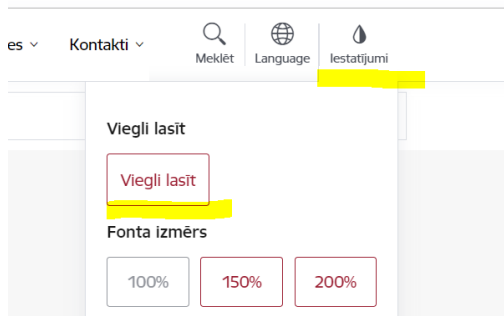 es Kontakti Meklēt Language Iestatījumi
Viegli lasīt
Viegli lasīt
Fonta izmērs
100% 150% 200%